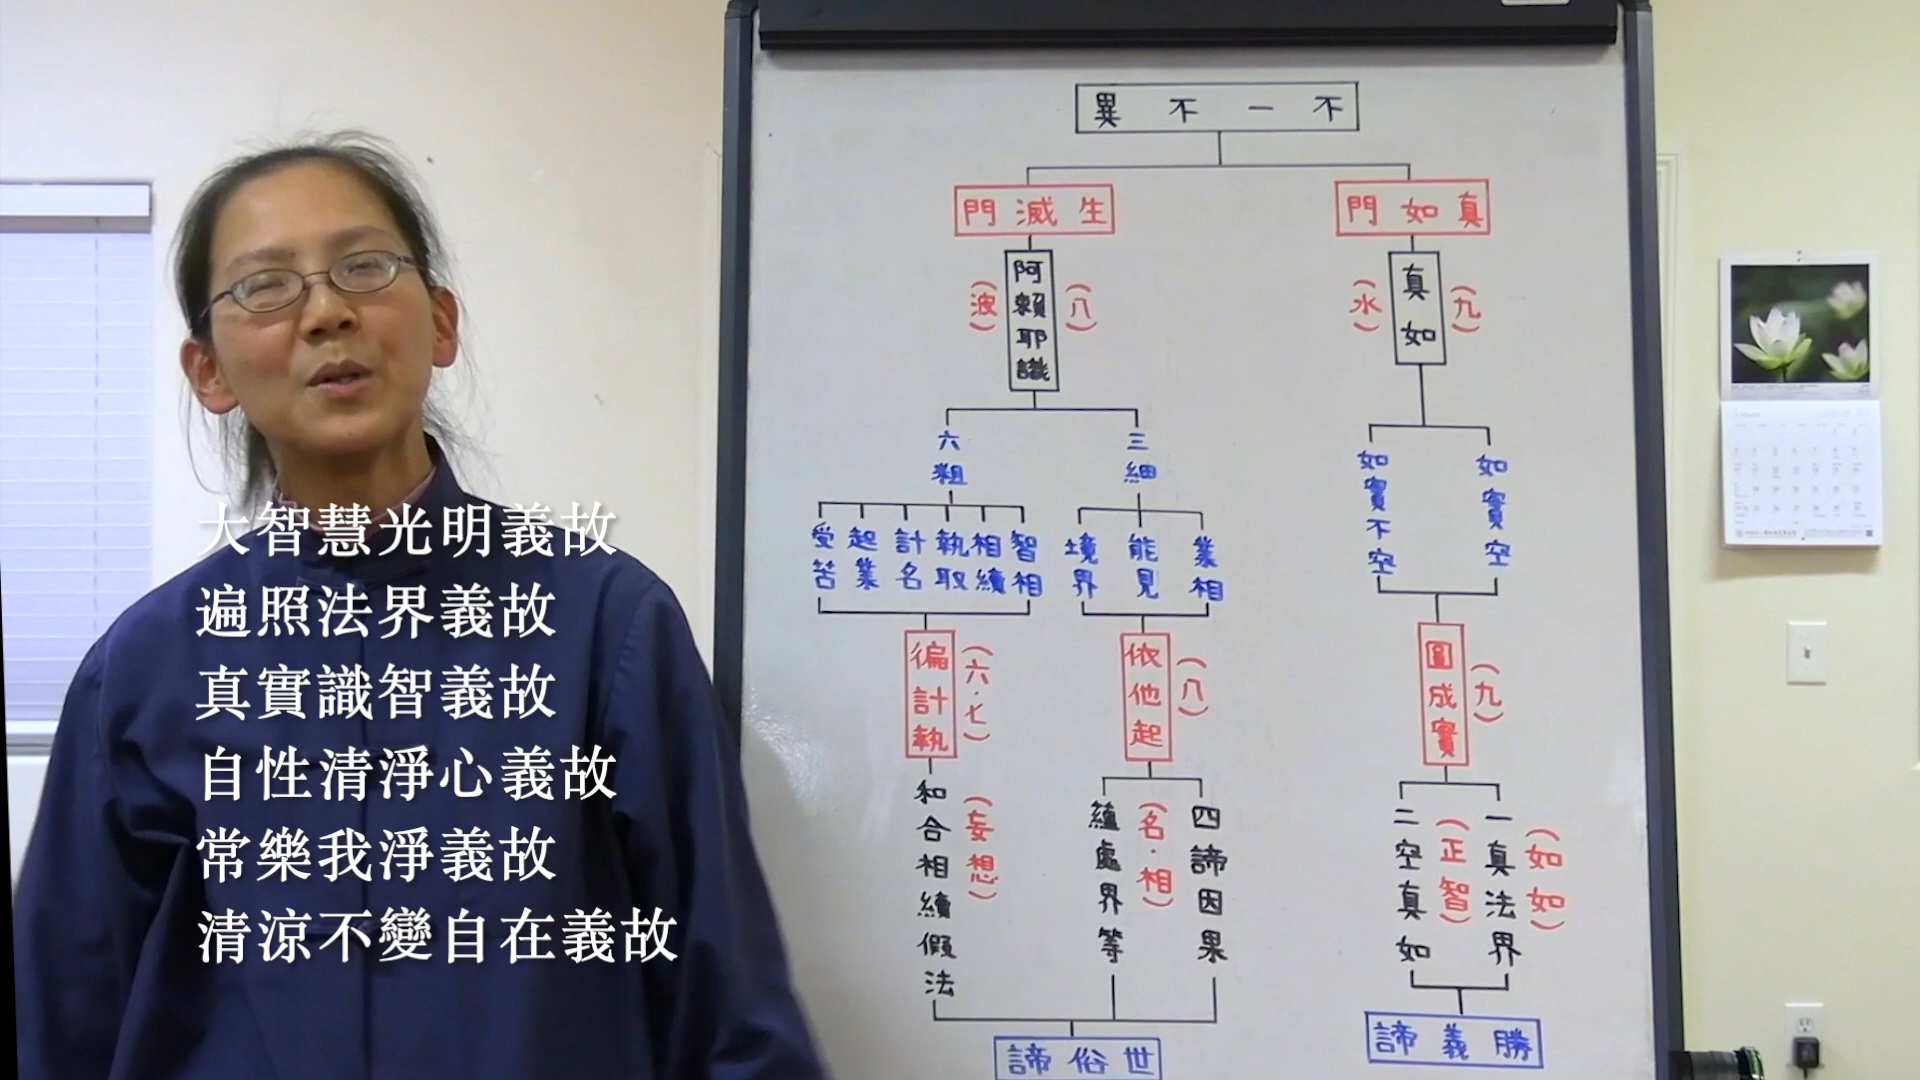 大智慧光明義故
遍照法界義故
真實識智義故
自性清淨心義故
常樂我淨義故
清涼不變自在義故
不一不異
真如門
生滅門
真如
(九)
(水)
阿賴耶識
(八)
(波)
如實空
如實不空
三細
六粗
業相
能見
境界
智相
相續
執取
計名
起業
受苦
圓成實
(九)
依他起
(八)
徧計執
(六·七)
一真法界
(如如)
二空真如
(正智)
四諦因果
(名·相)
蘊處界等
和合相續假法
(妄想)
勝義諦
世俗諦